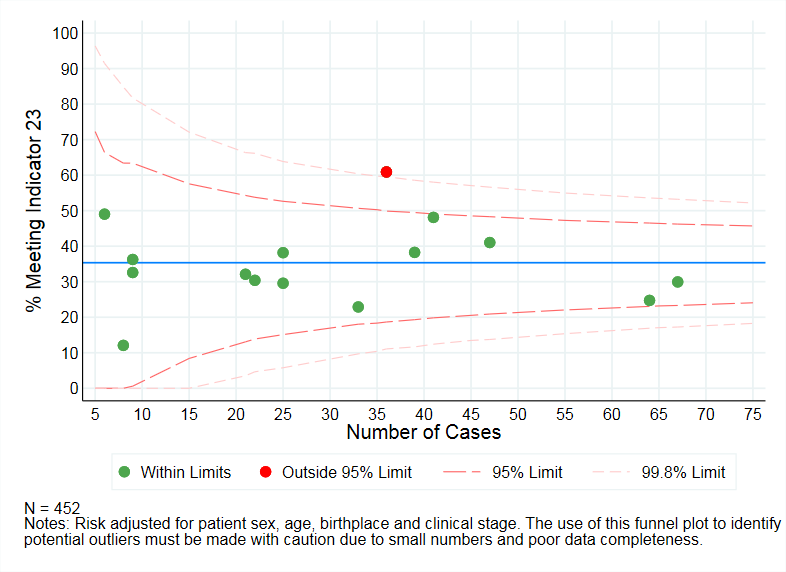 % Meeting Indicator 23
100
90
80
70
60
50
40
30
20
10
0
5 10 15 20 25 30 35 40 45 50 55 60 65 70 75
Number of Cases
Within Limits Outside 95% Limit 95% Limit 99.8% Limit
N = 452
Notes: Risk adjusted for patient sex, age, birthplace and clinical stage. The use of this funnel plot to identify
potential outliers must be made with caution due to small numbers and poor data completeness.